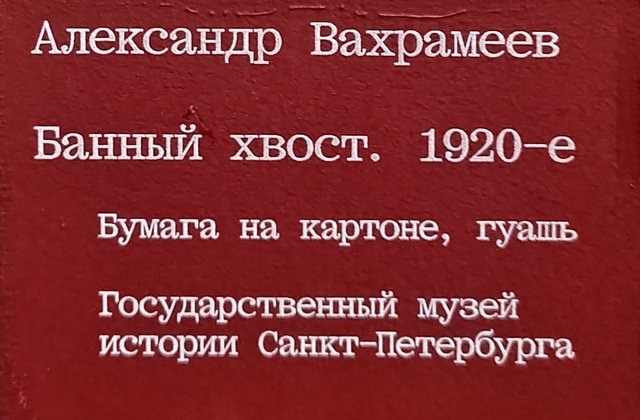 Александр Вахрамеев
Банный хвост. 1920-е
Бумага на картоне, гуашь
Государственный музей
истории Санкт-Петербурга